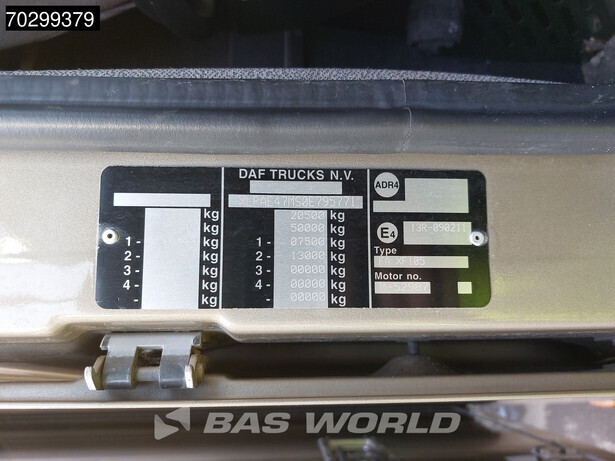 70299379
DAF TRUCKS N.V.
kg 20500 kg
kg 50000 kg
1- kg 1- 07500 kg
2- kg 2- 13000 kg
3- kg 3- 00000 kg
4- kg 4- 00000 kg
kg 00000 kg
ADR4
E4 13R-090211
Type
XF105
Motor no.
BAS WORLD